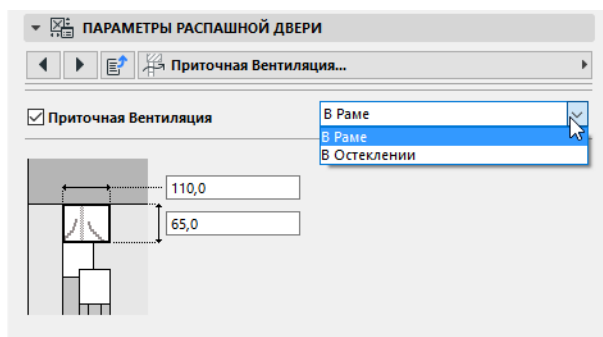 ПАРАМЕТРЫ РАСПАШНОЙ ДВЕРИ
Приточная Вентиляция...
Приточная Вентиляция
В Раме
В Раме
В Остеклении
110,0
65,0